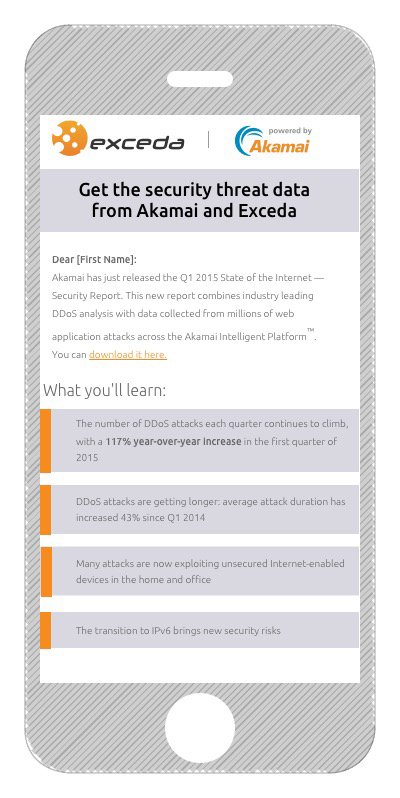 exceda
powered by
Akamai
Get the security threat data
from Akamai and Exceda
Dear [First Name]:
Akamai has just released the Q1 2015 State of the Internet —
Security Report. This new report combines industry leading
DDoS analysis with data collected from millions of web
application attacks across the Akamai Intelligent Platform™.
You can download it here.
What you'll learn:
The number of DDoS attacks each quarter continues to climb,
with a 117% year-over-year increase in the first quarter of
2015
DDoS attacks are getting longer: average attack duration has
increased 43% since Q1 2014
Many attacks are now exploiting unsecured Internet-enabled
devices in the home and office
The transition to IPv6 brings new security risks